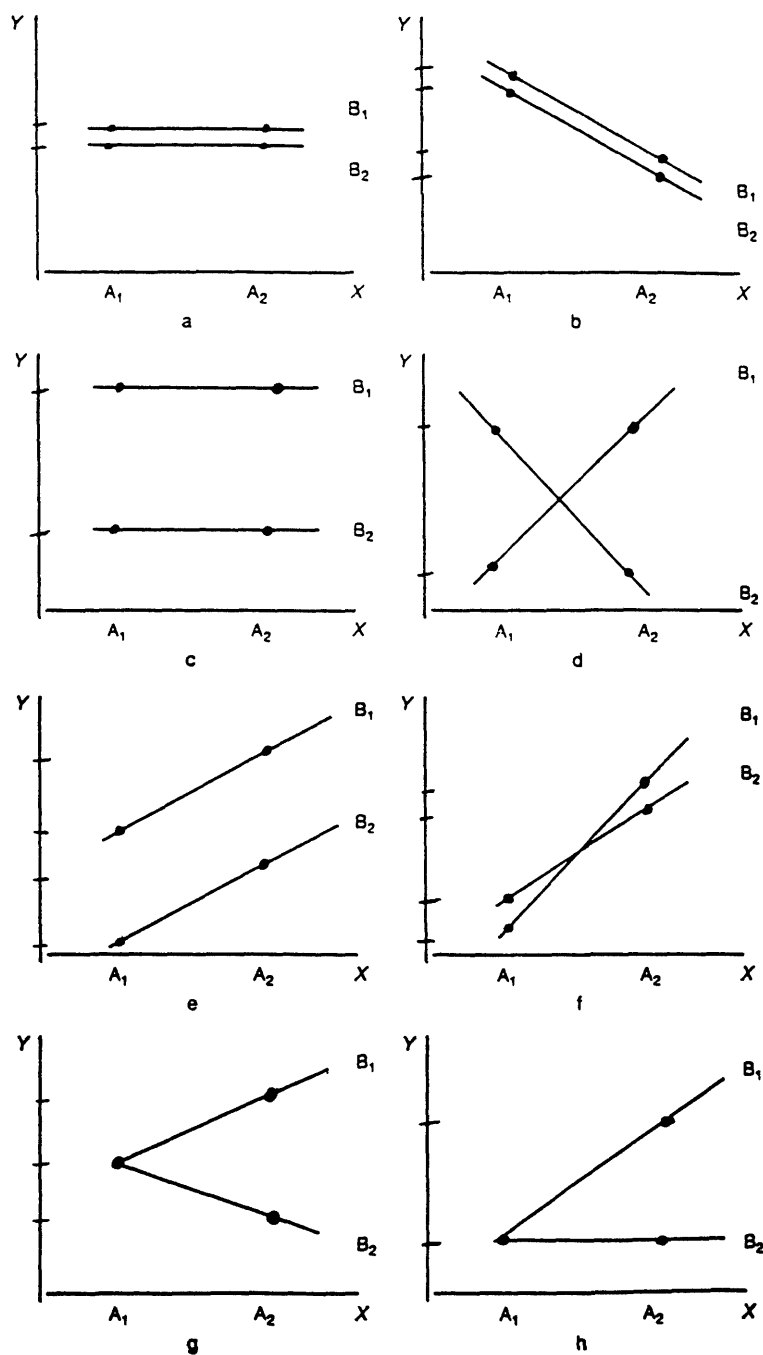 Y Y
B₁
B₂
B₁
B₂
A₁ A₂ X A₁ A₂ X
a b
Y Y
B₁ B₁
B₂
B₂
A₁ A₂ X A₁ A₂ X
c d
Y Y
B₁ B₁
B₂
B₂
A₁ A₂ X A₁ A₂ X
e f
Y Y
B₁ B₁
B₂ B₂
A₁ A₂ X A₁ A₂ X
g h